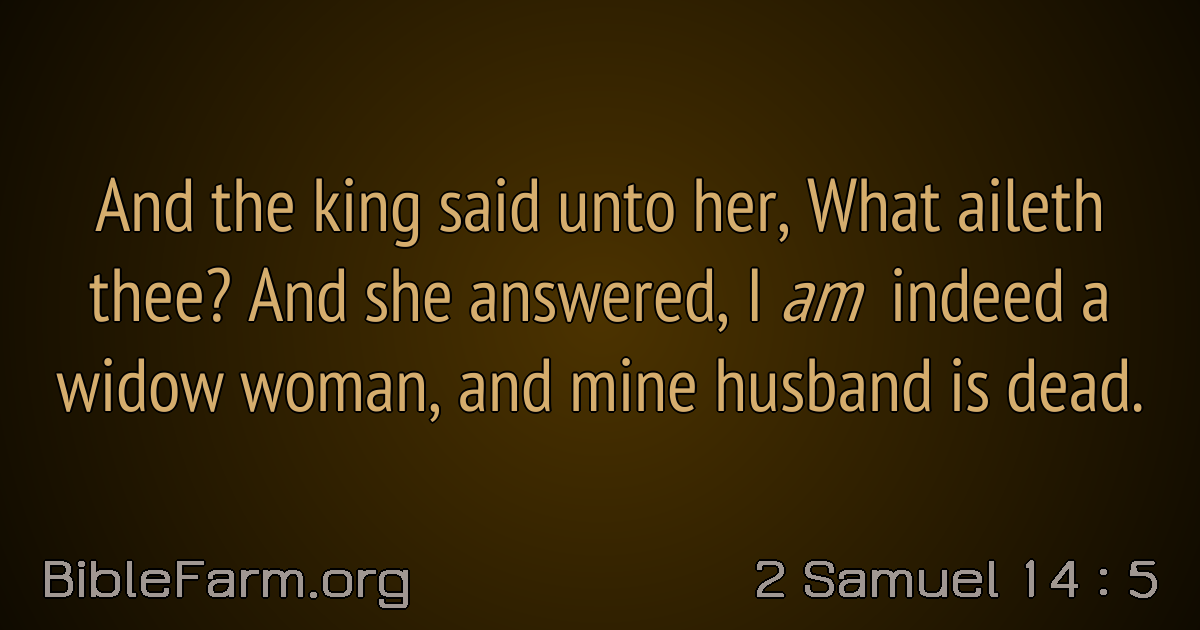 And the king said unto her, What aileth
thee? And she answered, I am indeed a
widow woman, and mine husband is dead.
BibleFarm.org
2 Samuel 14 : 5